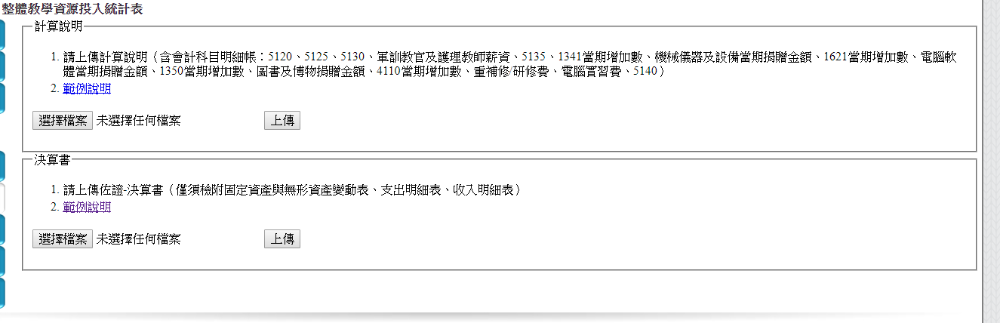 整體教學資源投入統計表
計算說明
1. 請上傳計算說明（含會計科目明細帳：5120、5125、5130、軍訓教官及護理教師薪資、5135、1341當期增加數、機械儀器及設備當期捐贈金額、1621當期增加數、電腦軟
體當期捐贈金額、1350當期增加數、圖書及博物捐贈金額、4110當期增加數、重補修/研修費、電腦實習費、5140）
2. 範例說明
選擇檔案 未選擇任何檔案 上傳
決算書
1. 請上傳佐證-決算書（僅須檢附固定資產與無形資產變動表、支出明細表、收入明細表）
2. 範例說明
選擇檔案 未選擇任何檔案 上傳